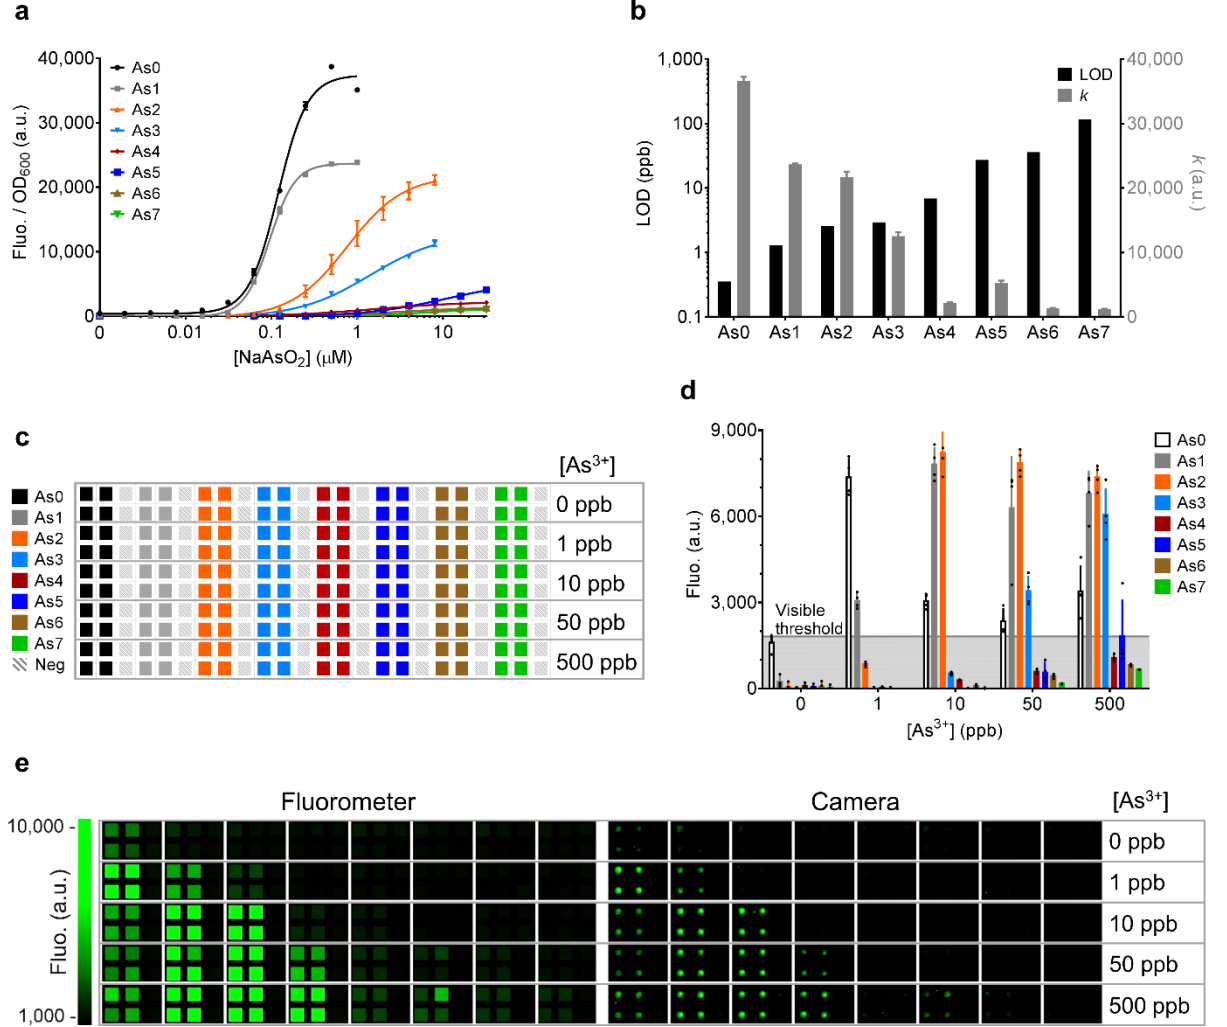 a
40,000
30,000
20,000
10,000
0
Fluo. / OD600 (a.u.)
As0
As1
As2
As3
As4
As5
As6
As7
0
0.01
0.1
1
10
[NaAsO2] (μM)
b
1,000
100
10
1
0.1
LOD (ppb)
LOD
k
40,000
30,000
20,000
10,000
0
k (a.u.)
As0 As1 As2 As3 As4 As5 As6 As7
c
As0
As1
As2
As3
As4
As5
As6
As7
Neg
[As3+]
0 ppb
1 ppb
10 ppb
50 ppb
500 ppb
d
9,000
6,000
3,000
0
Fluo. (a.u.)
Visible
threshold
0 1 10 50 500
[As3+] (ppb)
As0
As1
As2
As3
As4
As5
As6
As7
e
Fluorometer
Camera
[As3+]
10,000 -
Fluo. (a.u.)
1,000 -
0 ppb
1 ppb
10 ppb
50 ppb
500 ppb